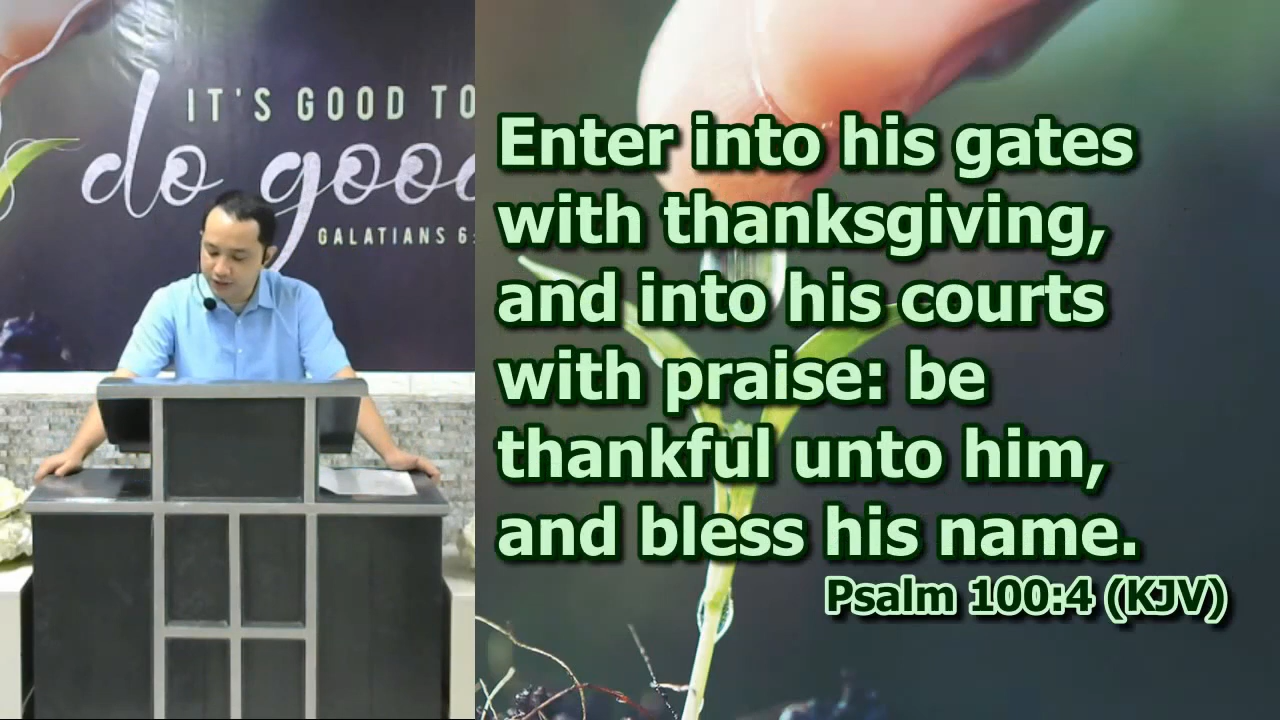 IT'S GOOD TO
do good
GALATIANS 6:
Enter into his gates
with thanksgiving,
and into his courts
with praise: be
thankful unto him,
and bless his name.
Psalm 100:4 (KJV)